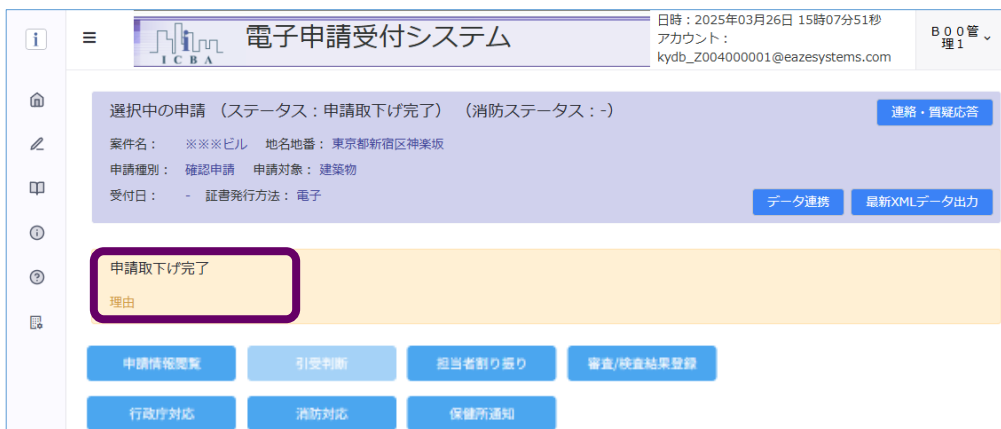 i
≡
ICBA
電子申請受付システム
日時：2025年03月26日 15時07分51秒
アカウント：
kydb_Z004000001@eazesystems.com
B00管
理1
選択中の申請 （ステータス：申請取下げ完了） （消防ステータス：-）
連絡・質疑応答
案件名： ※※※ビル 地名地番：東京都新宿区神楽坂
申請種別： 確認申請 申請対象：建築物
受付日： - 証書発行方法：電子
データ連携
最新XMLデータ出力
申請取下げ完了
理由
申請情報閲覧
引受判断
担当者割り振り
審査/検査結果登録
行政庁対応
消防対応
保健所通知